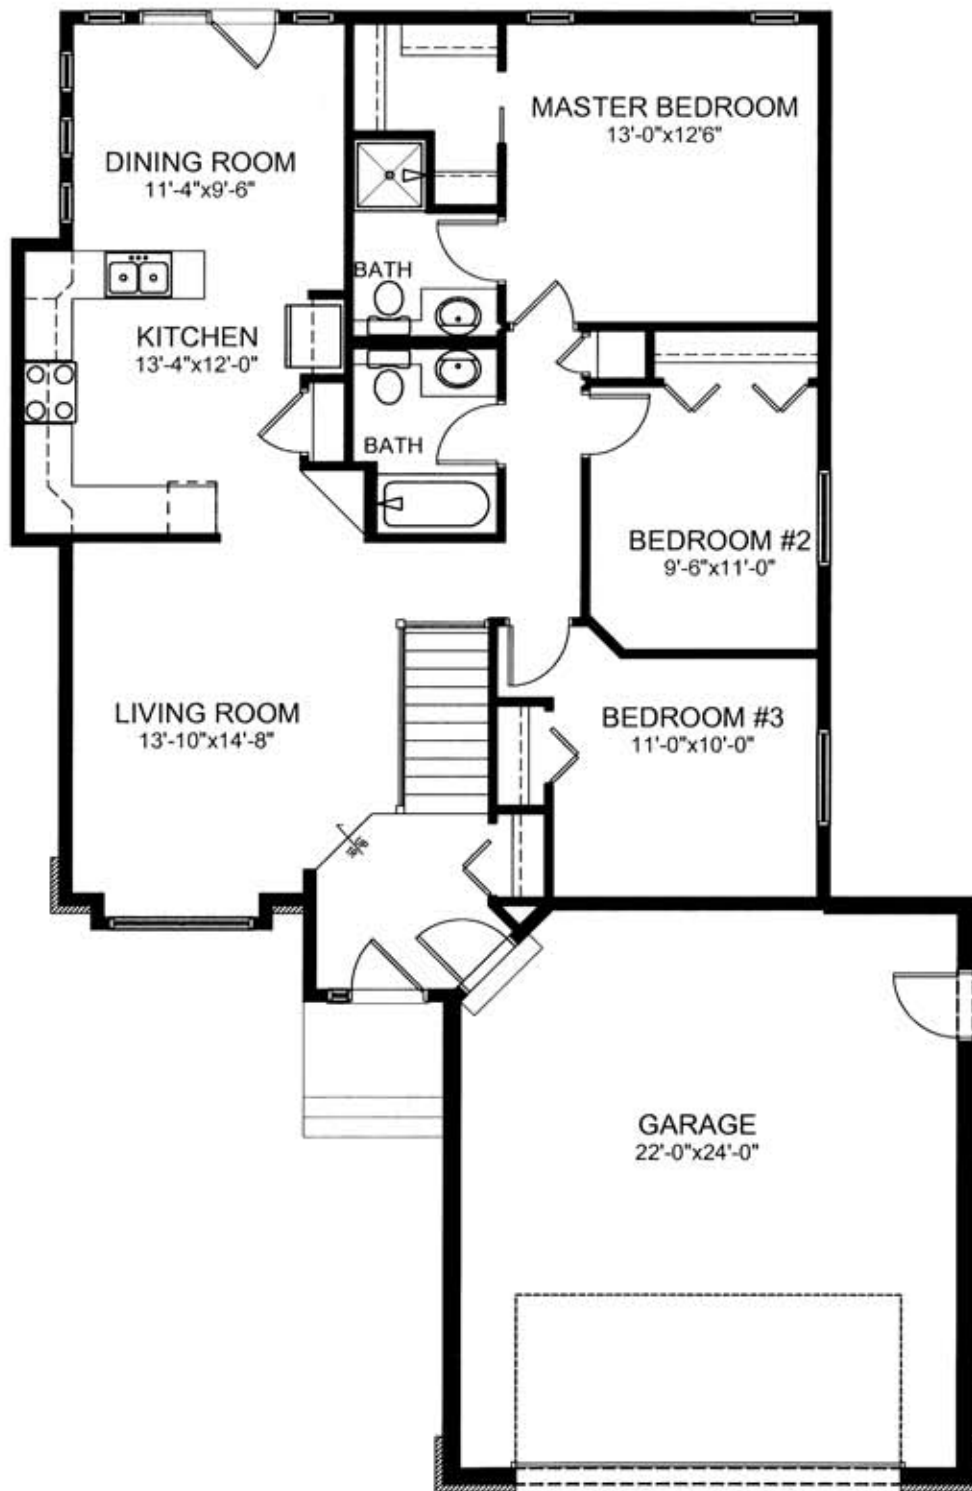 MASTER BEDROOM
13'-0"x12'6"
DINING ROOM
11'-4"x9'-6"
BATH
KITCHEN
13'-4"x12'-0"
BATH
BEDROOM #2
9'-6"x11'-0"
LIVING ROOM
13'-10"x14'-8"
BEDROOM #3
11'-0"x10'-0"
GARAGE
22'-0"x24'-0"